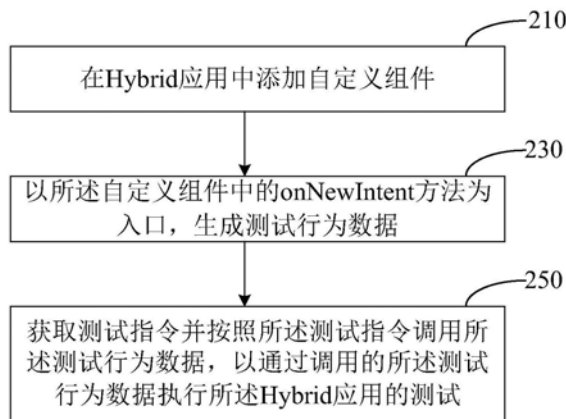 210
在Hybrid应用中添加自定义组件
230
以所述自定义组件中的onNewIntent方法为
入口，生成测试行为数据
250
获取测试指令并按照所述测试指令调用所
述测试行为数据，以通过调用的所述测试
行为数据执行所述Hybrid应用的测试